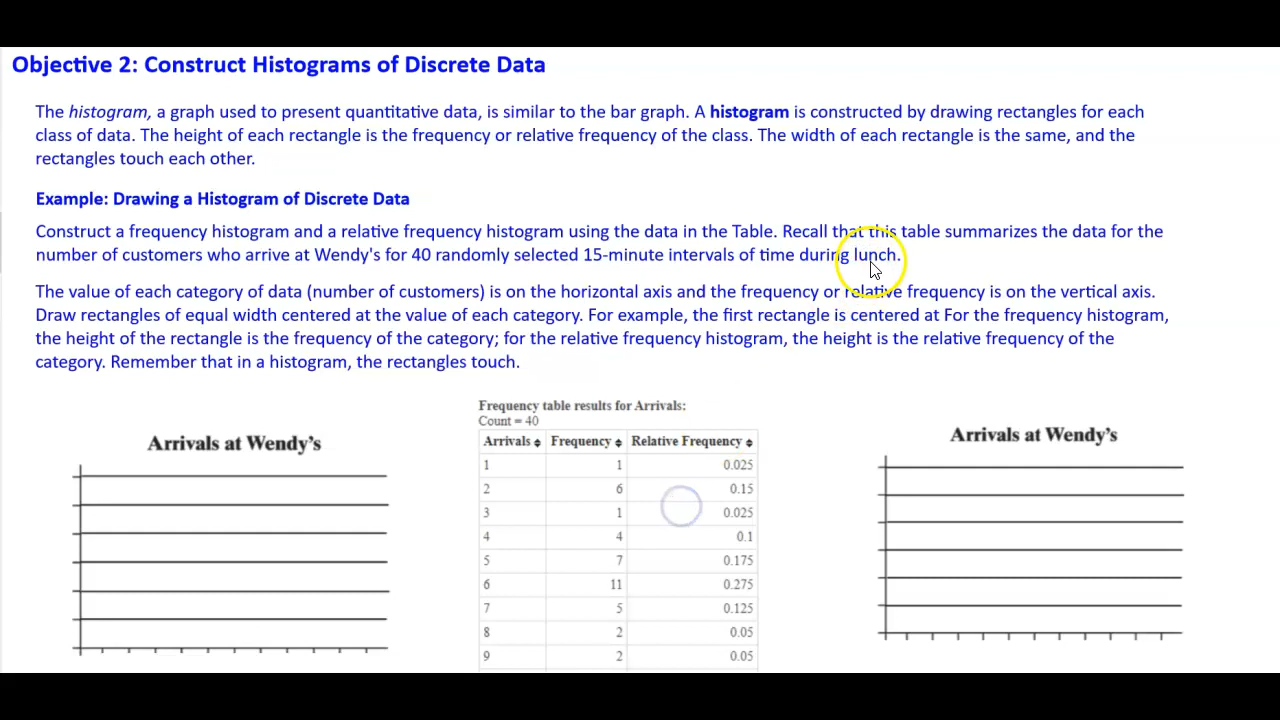 Objective 2: Construct Histograms of Discrete Data
The histogram, a graph used to present quantitative data, is similar to the bar graph. A histogram is constructed by drawing rectangles for each
class of data. The height of each rectangle is the frequency or relative frequency of the class. The width of each rectangle is the same, and the
rectangles touch each other.
Example: Drawing a Histogram of Discrete Data
Construct a frequency histogram and a relative frequency histogram using the data in the Table. Recall that this table summarizes the data for the
number of customers who arrive at Wendy's for 40 randomly selected 15-minute intervals of time during lunch.
The value of each category of data (number of customers) is on the horizontal axis and the frequency or relative frequency is on the vertical axis.
Draw rectangles of equal width centered at the value of each category. For example, the first rectangle is centered at For the frequency histogram,
the height of the rectangle is the frequency of the category; for the relative frequency histogram, the height is the relative frequency of the
category. Remember that in a histogram, the rectangles touch.
Arrivals at Wendy's
Frequency table results for Arrivals:
Count = 40
Arrivals Frequency Relative Frequency
1 1 0.025
2 6 0.15
3 1 0.025
4 4 0.1
5 7 0.175
6 11 0.275
7 5 0.125
8 2 0.05
9 2 0.05
Arrivals at Wendy's